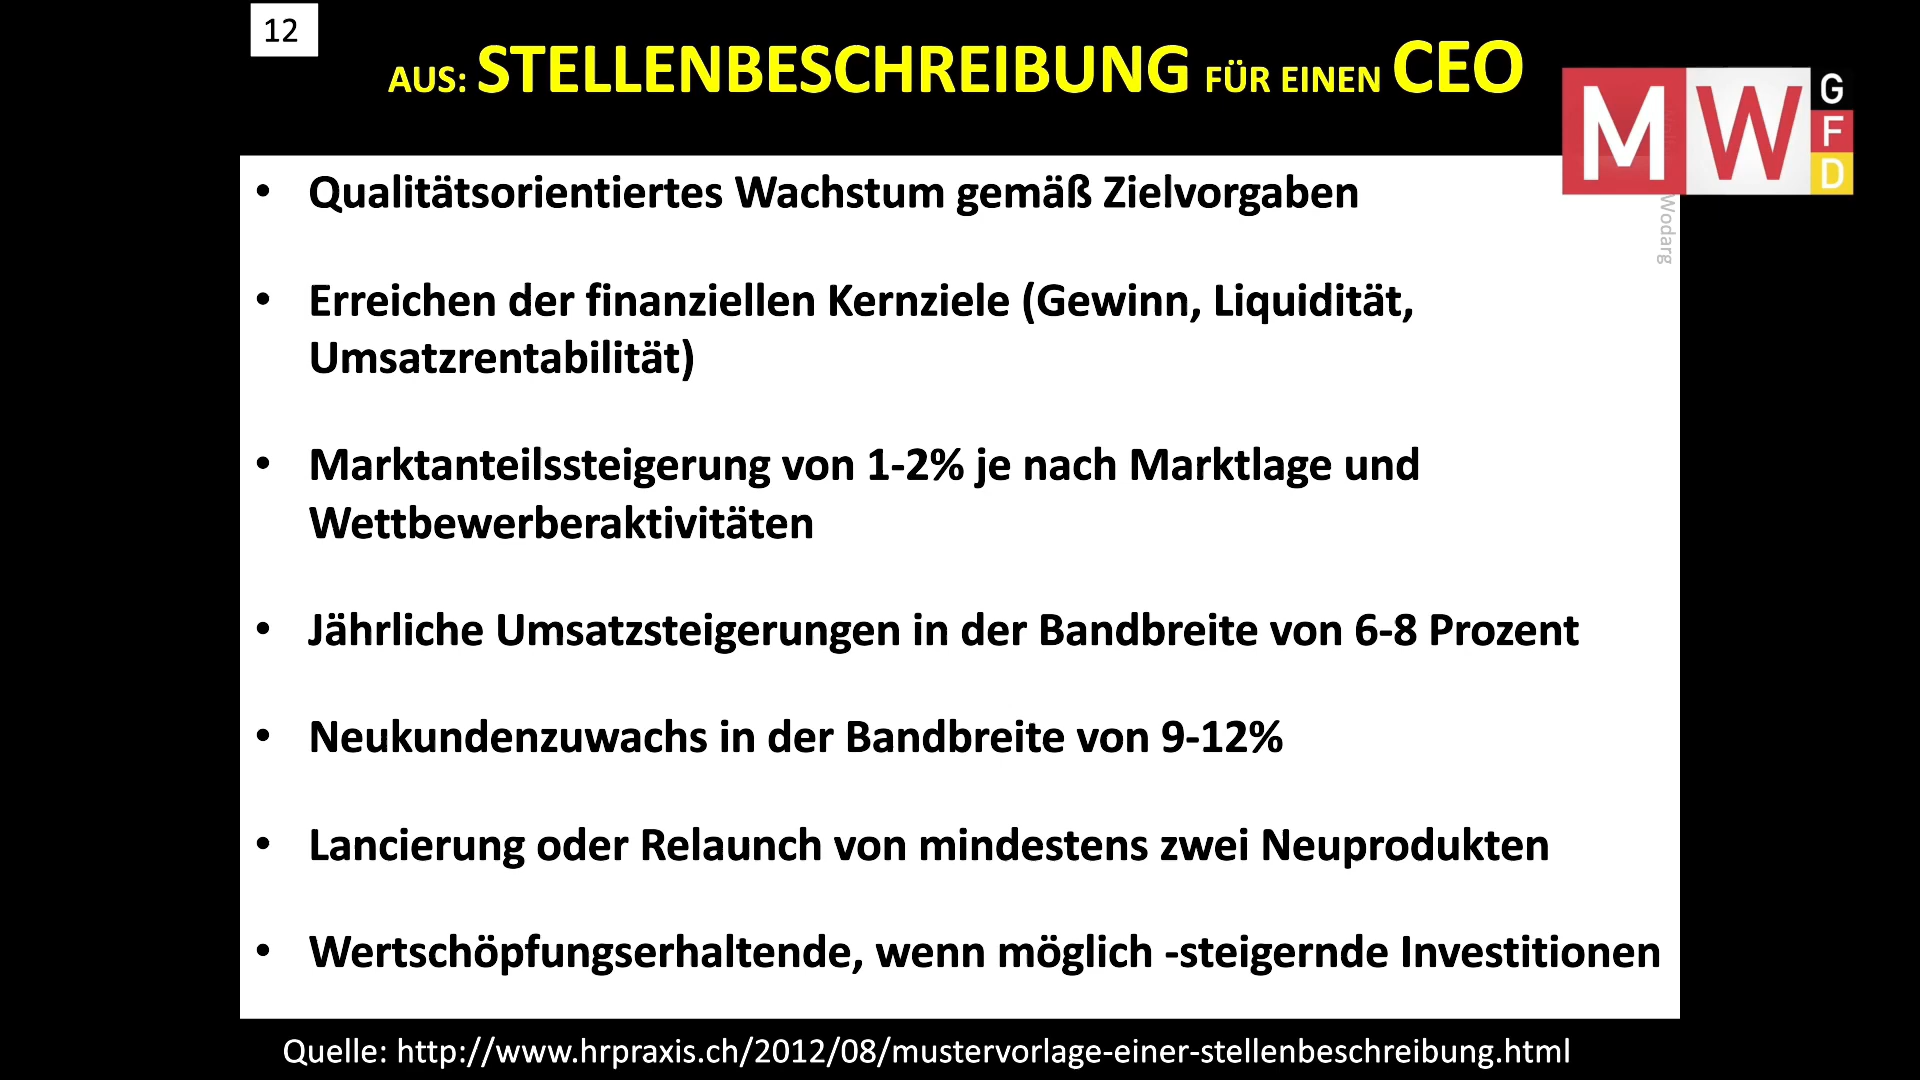 12
AUS: STELLENBESCHREIBUNG FÜR EINEN CEO
MW
G
F
D
Wodarg
• Qualitätsorientiertes Wachstum gemäß Zielvorgaben
• Erreichen der finanziellen Kernziele (Gewinn, Liquidität,
Umsatzrentabilität)
• Marktanteilssteigerung von 1-2% je nach Marktlage und
Wettbewerberaktivitäten
• Jährliche Umsatzsteigerungen in der Bandbreite von 6-8 Prozent
• Neukundenzuwachs in der Bandbreite von 9-12%
• Lancierung oder Relaunch von mindestens zwei Neuprodukten
• Wertschöpfungserhaltende, wenn möglich -steigernde Investitionen
Quelle: http://www.hrpraxis.ch/2012/08/mustervorlage-einer-stellenbeschreibung.html